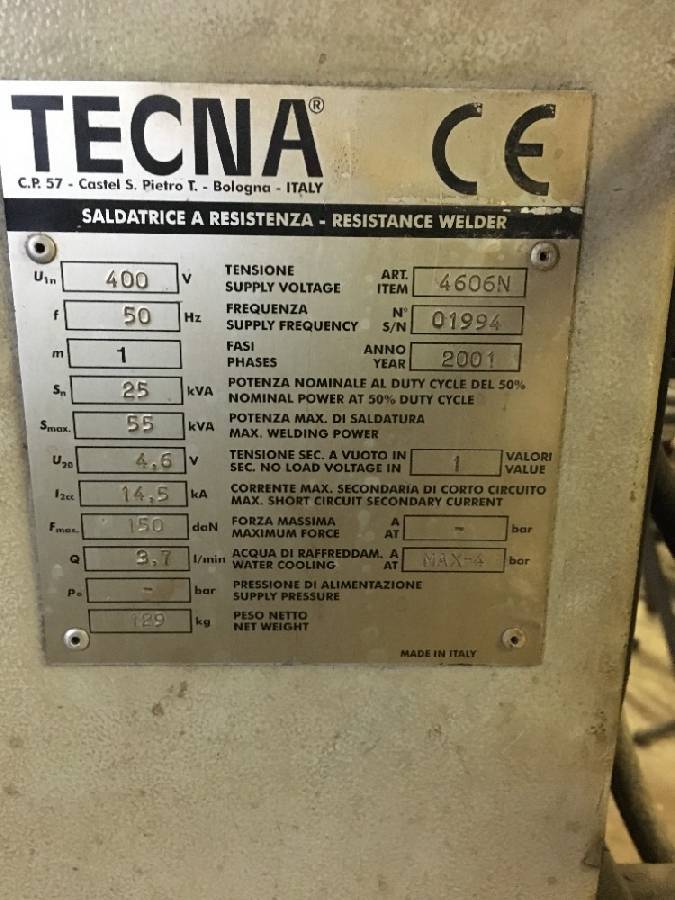 TECNA® CE
C.P. 57 - Castel S. Pietro T. - Bologna - ITALY
SALDATRICE A RESISTENZA - RESISTANCE WELDER
U1n 400 V TENSIONE SUPPLY VOLTAGE ART. ITEM 4606N
f 50 Hz FREQUENZA SUPPLY FREQUENCY N° S/N 01994
m 1 FASI PHASES ANNO YEAR 2001
Sn 25 kVA POTENZA NOMINALE AL DUTY CYCLE DEL 50%
NOMINAL POWER AT 50% DUTY CYCLE
Smax. 55 kVA POTENZA MAX. DI SALDATURA
MAX. WELDING POWER
U20 4,6 V TENSIONE SEC. A VUOTO IN SEC. NO LOAD VOLTAGE IN 1 VALORI VALUE
I2cc 14,5 kA CORRENTE MAX. SECONDARIA DI CORTO CIRCUITO
MAX. SHORT CIRCUIT SECONDARY CURRENT
Fmax. 150 daN FORZA MASSIMA MAXIMUM FORCE A AT - bar
Q 3,7 l/min ACQUA DI RAFFREDDAM. WATER COOLING A AT MAX-4 bar
P. - bar PRESSIONE DI ALIMENTAZIONE
SUPPLY PRESSURE
129 kg PESO NETTO
NET WEIGHT
MADE IN ITALY